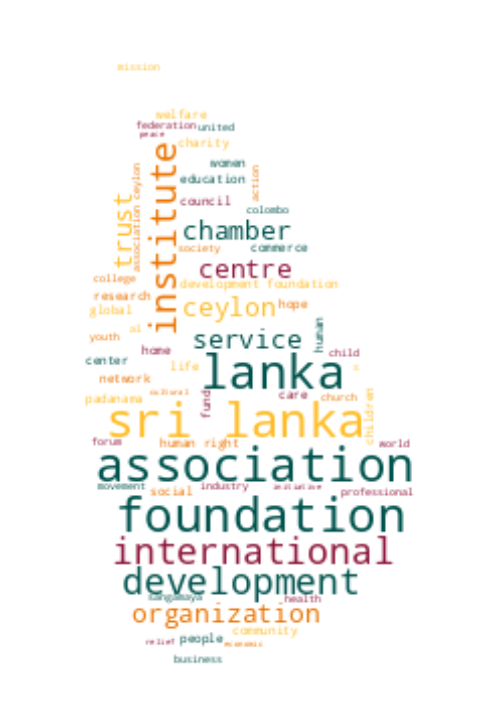 mission
welfare
federation united
peace
charity
institute
women
education
action
trust
association ceylon
council
colombo
chamber
society commerce
centre
college
development foundation
research
global
ceylon hope
al
youth
service
human
home
child
center
lanka
life
network
cultural
care
church
padanama
fund
children
sri lanka
forum
human right
world
association
movement
social
industry
initiative
professional
foundation
international
development
sangamaya
health
organization
community
people
relief
economic
business